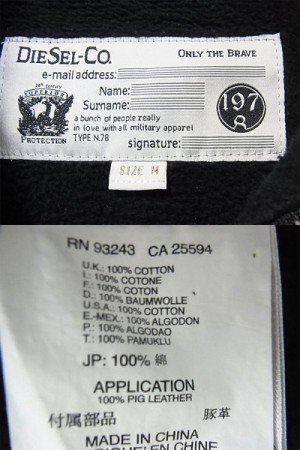 DIESEL-CO.
ONLY THE BRAVE
e-mail address:
20th century
SUPERIOR
PROTECTION
Name:
Surname:
a bunch of people really
in love with all military apparel
TYPE N.78
signature:
197
8
SIZE M
RN 93243 CA 25594
U.K.: 100% COTTON
I.: 100% COTONE
F.: 100% COTON
D.: 100% BAUMWOLLE
U.S.A.: 100% COTTON
E.-MEX.: 100% ALGODON
P.: 100% ALGODAO
T.: 100% PAMUKLU
JP: 100% 綿
APPLICATION
100% PIG LEATHER
付属部品 豚革
MADE IN CHINA